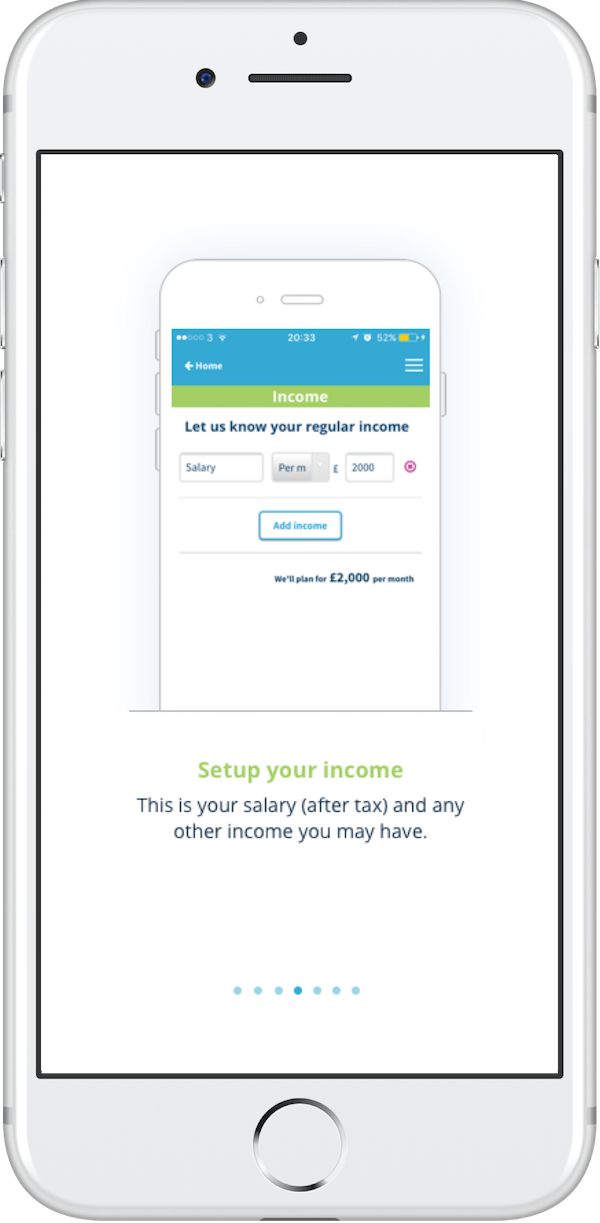 3 20:33 52%
Home
Income
Let us know your regular income
Salary Per m £ 2000
Add income
We'll plan for £2,000 per month
Setup your income
This is your salary (after tax) and any
other income you may have.